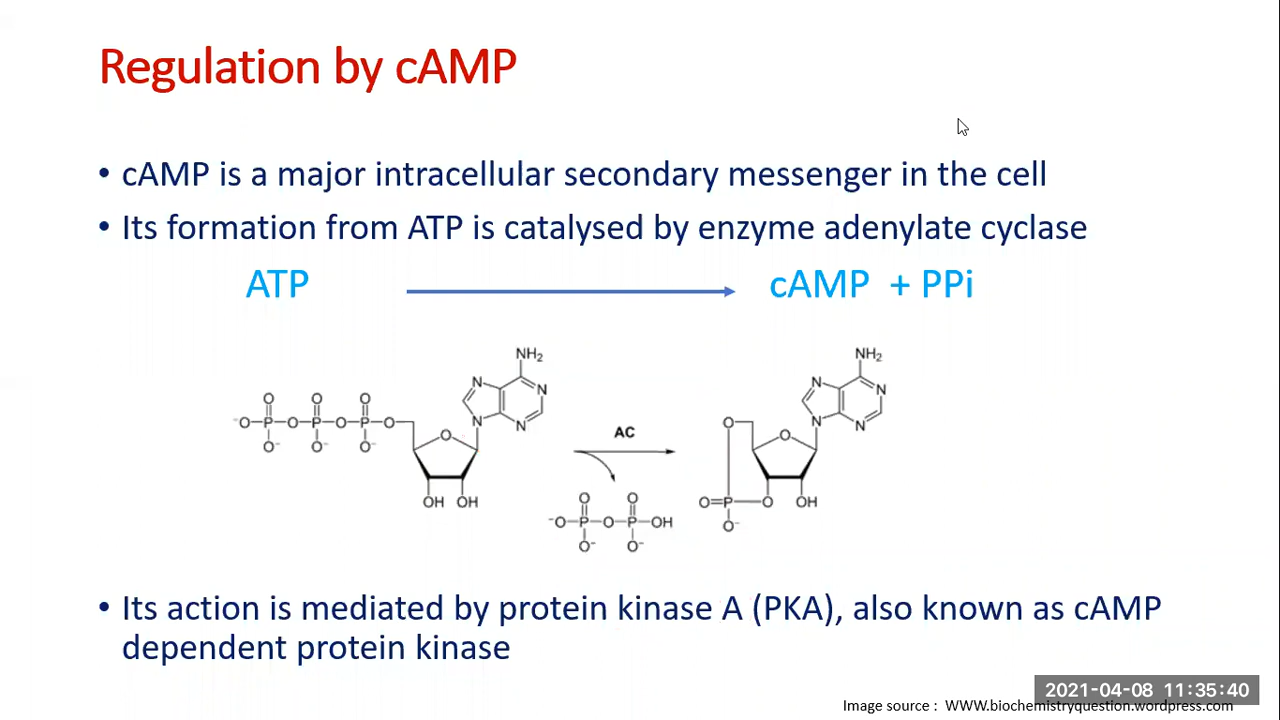 Regulation by cAMP
• cAMP is a major intracellular secondary messenger in the cell
• Its formation from ATP is catalysed by enzyme adenylate cyclase
ATP cAMP + PPi
NH₂ NH₂
N N N N
O O O
⁻O P O P O P O N N O N N
O⁻ O⁻ O⁻ O AC O
OH OH O O O=P O OH
⁻O P O P OH O⁻
O⁻ O⁻
• Its action is mediated by protein kinase A (PKA), also known as cAMP
dependent protein kinase
2021-04-08 11:35:40
Image source : WWW.biochemistryquestion.wordpress.com